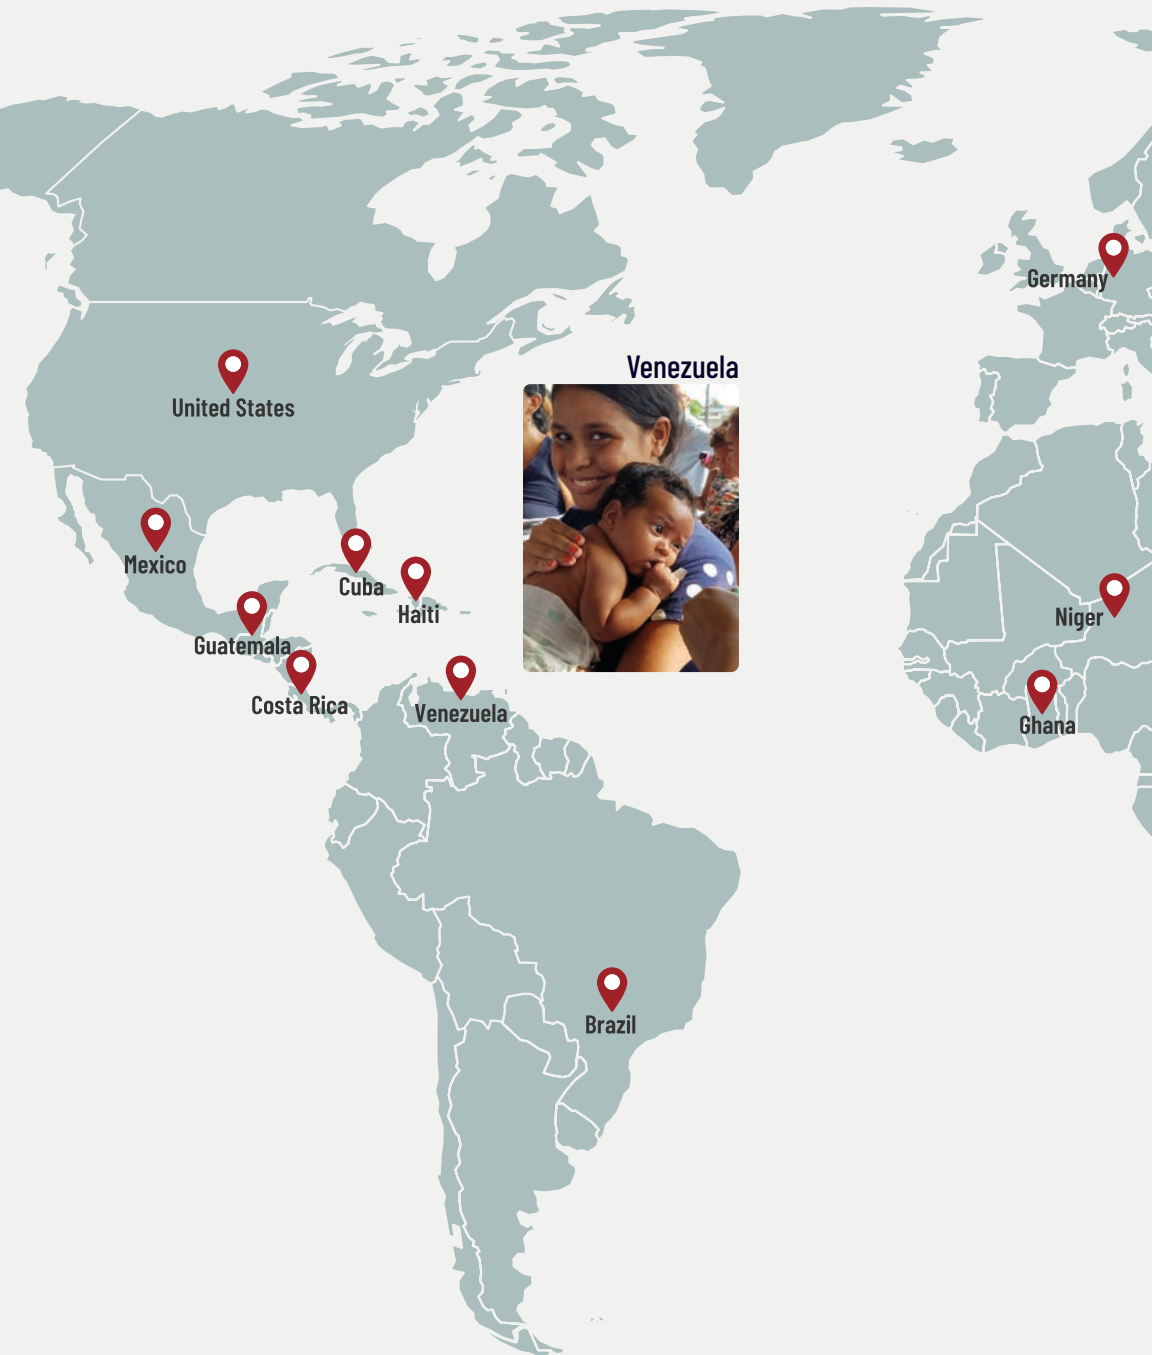 Germany
Venezuela
United States
Mexico
Cuba
Haiti
Niger
Guatemala
Costa Rica
Venezuela
Ghana
Brazil